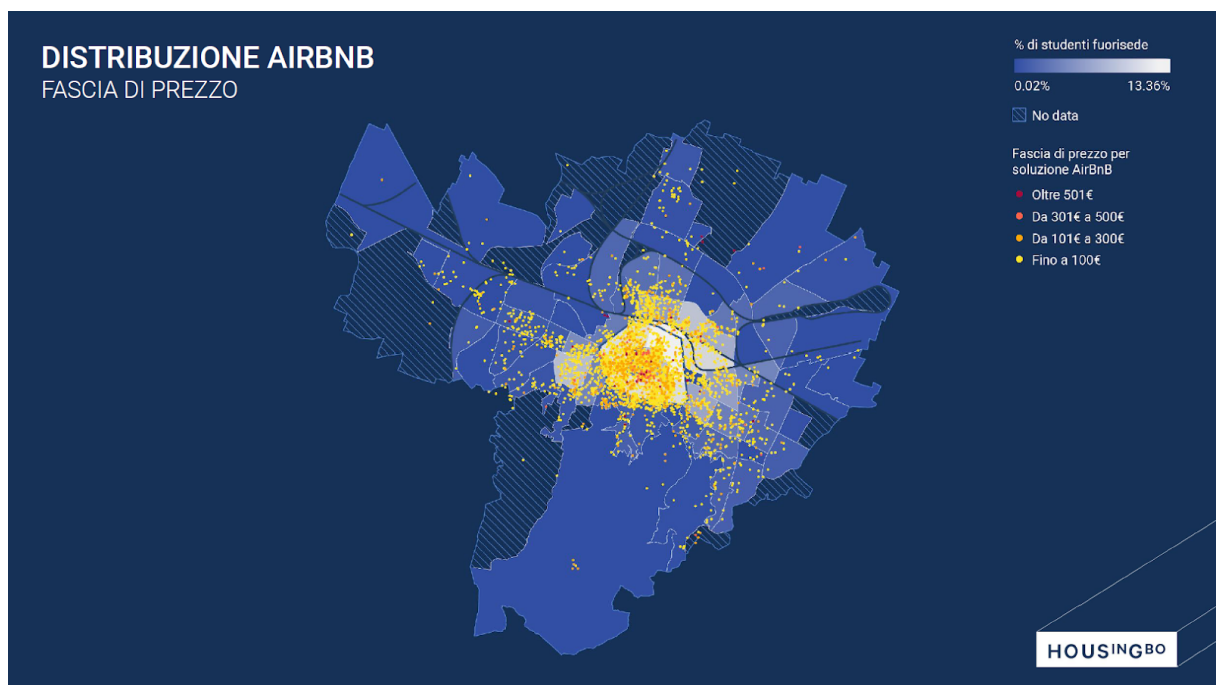 DISTRIBUZIONE AIRBNB
FASCIA DI PREZZO
% di studenti fuorisede
0.02% 13.36%
No data
Fascia di prezzo per
soluzione AirBnB
Oltre 501€
Da 301€ a 500€
Da 101€ a 300€
Fino a 100€
HOUSINGBO